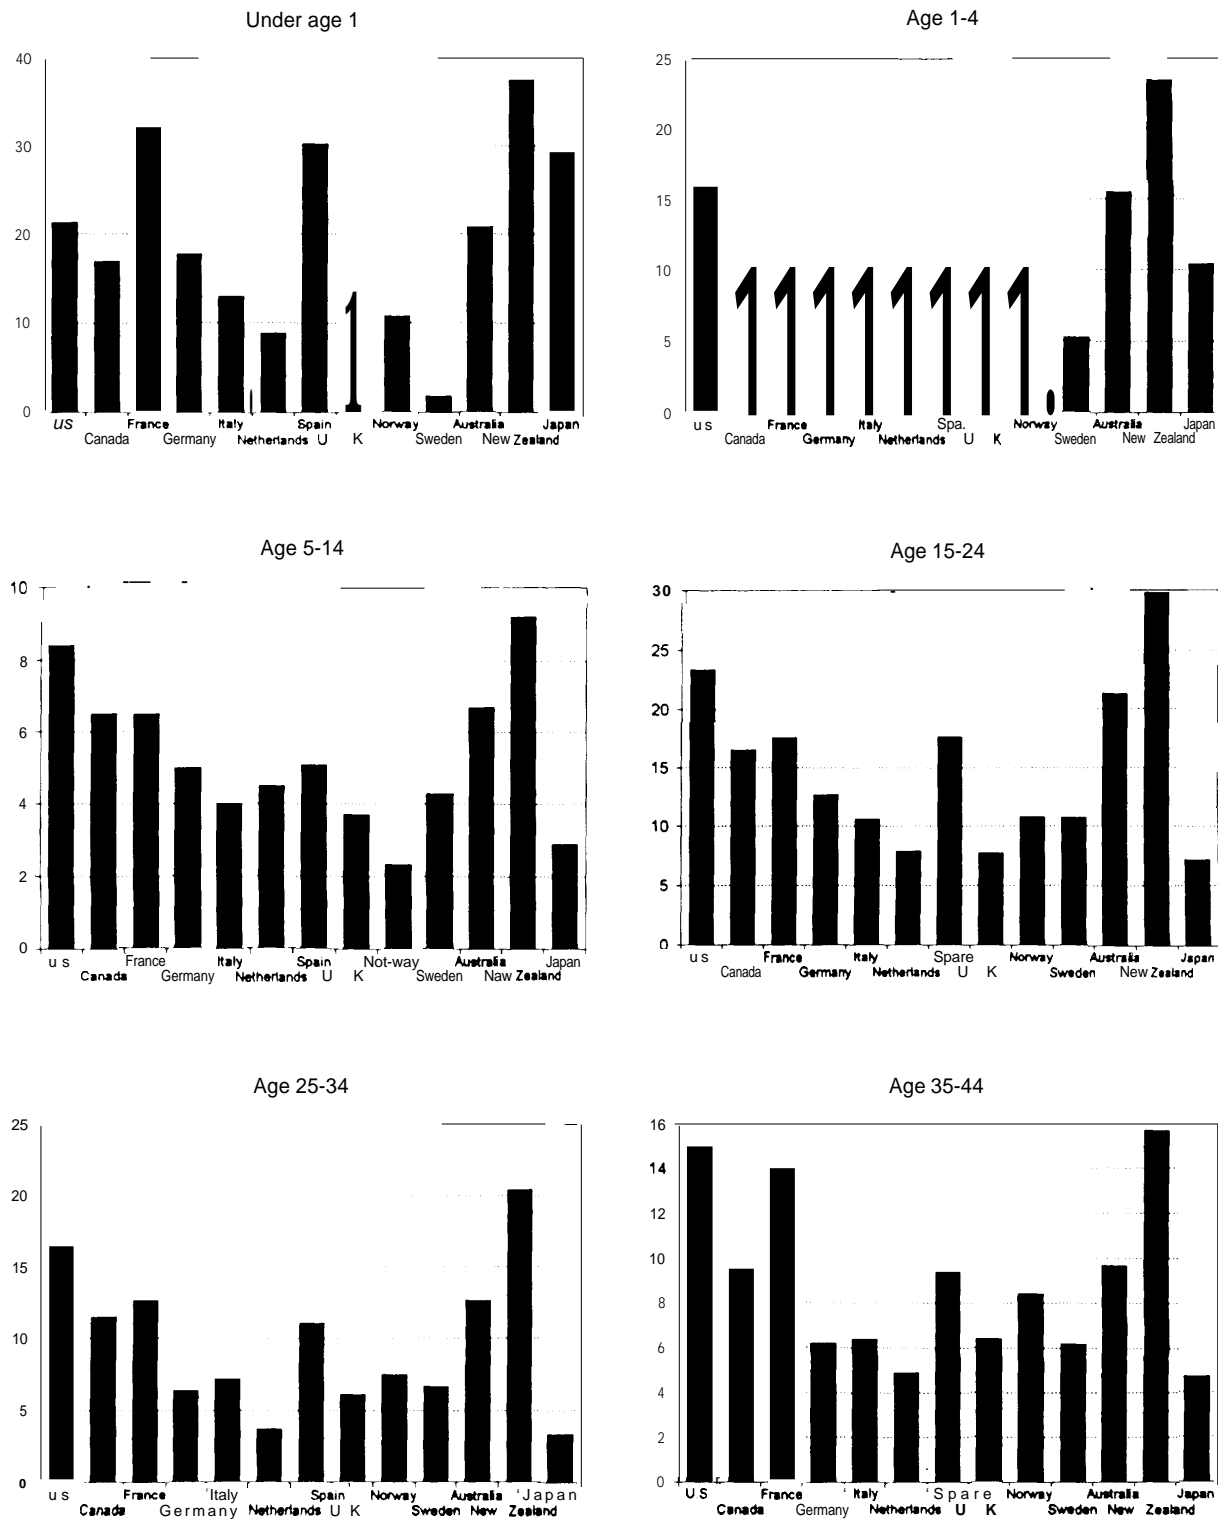 Under age 1
40
30
20
10
0
1
us France Italy Spain Norway Australia Japan
Canada Germany Netherlands U K Sweden New Zealand
Age 1-4
25
20
15
10
5
0
11111111.
us France Italy Spa. Norway Australia Japan
Canada Germany Netherlands U K Sweden New Zealand
Age 5-14
10
8
6
4
2
0
us France Italy Spain Not-way Australia Japan
Canada Germany Netherlands U K Sweden Naw Zealand
Age 15-24
30
25
20
15
10
5
0
us France Italy Spare Norway Australia Japan
Canada Germany Netherlands U K Sweden New Zealand
Age 25-34
25
20
15
10
5
0
us France 'Italy Spain Norway Australia 'Japan
Canada Germany Netherlands U K Sweden New Zealand
Age 35-44
16
14
12
10
8
6
4
2
0
US France ' Italy 'Spare Norway Australia Japan
Canada Germany Netherlands U K Sweden New Zealand